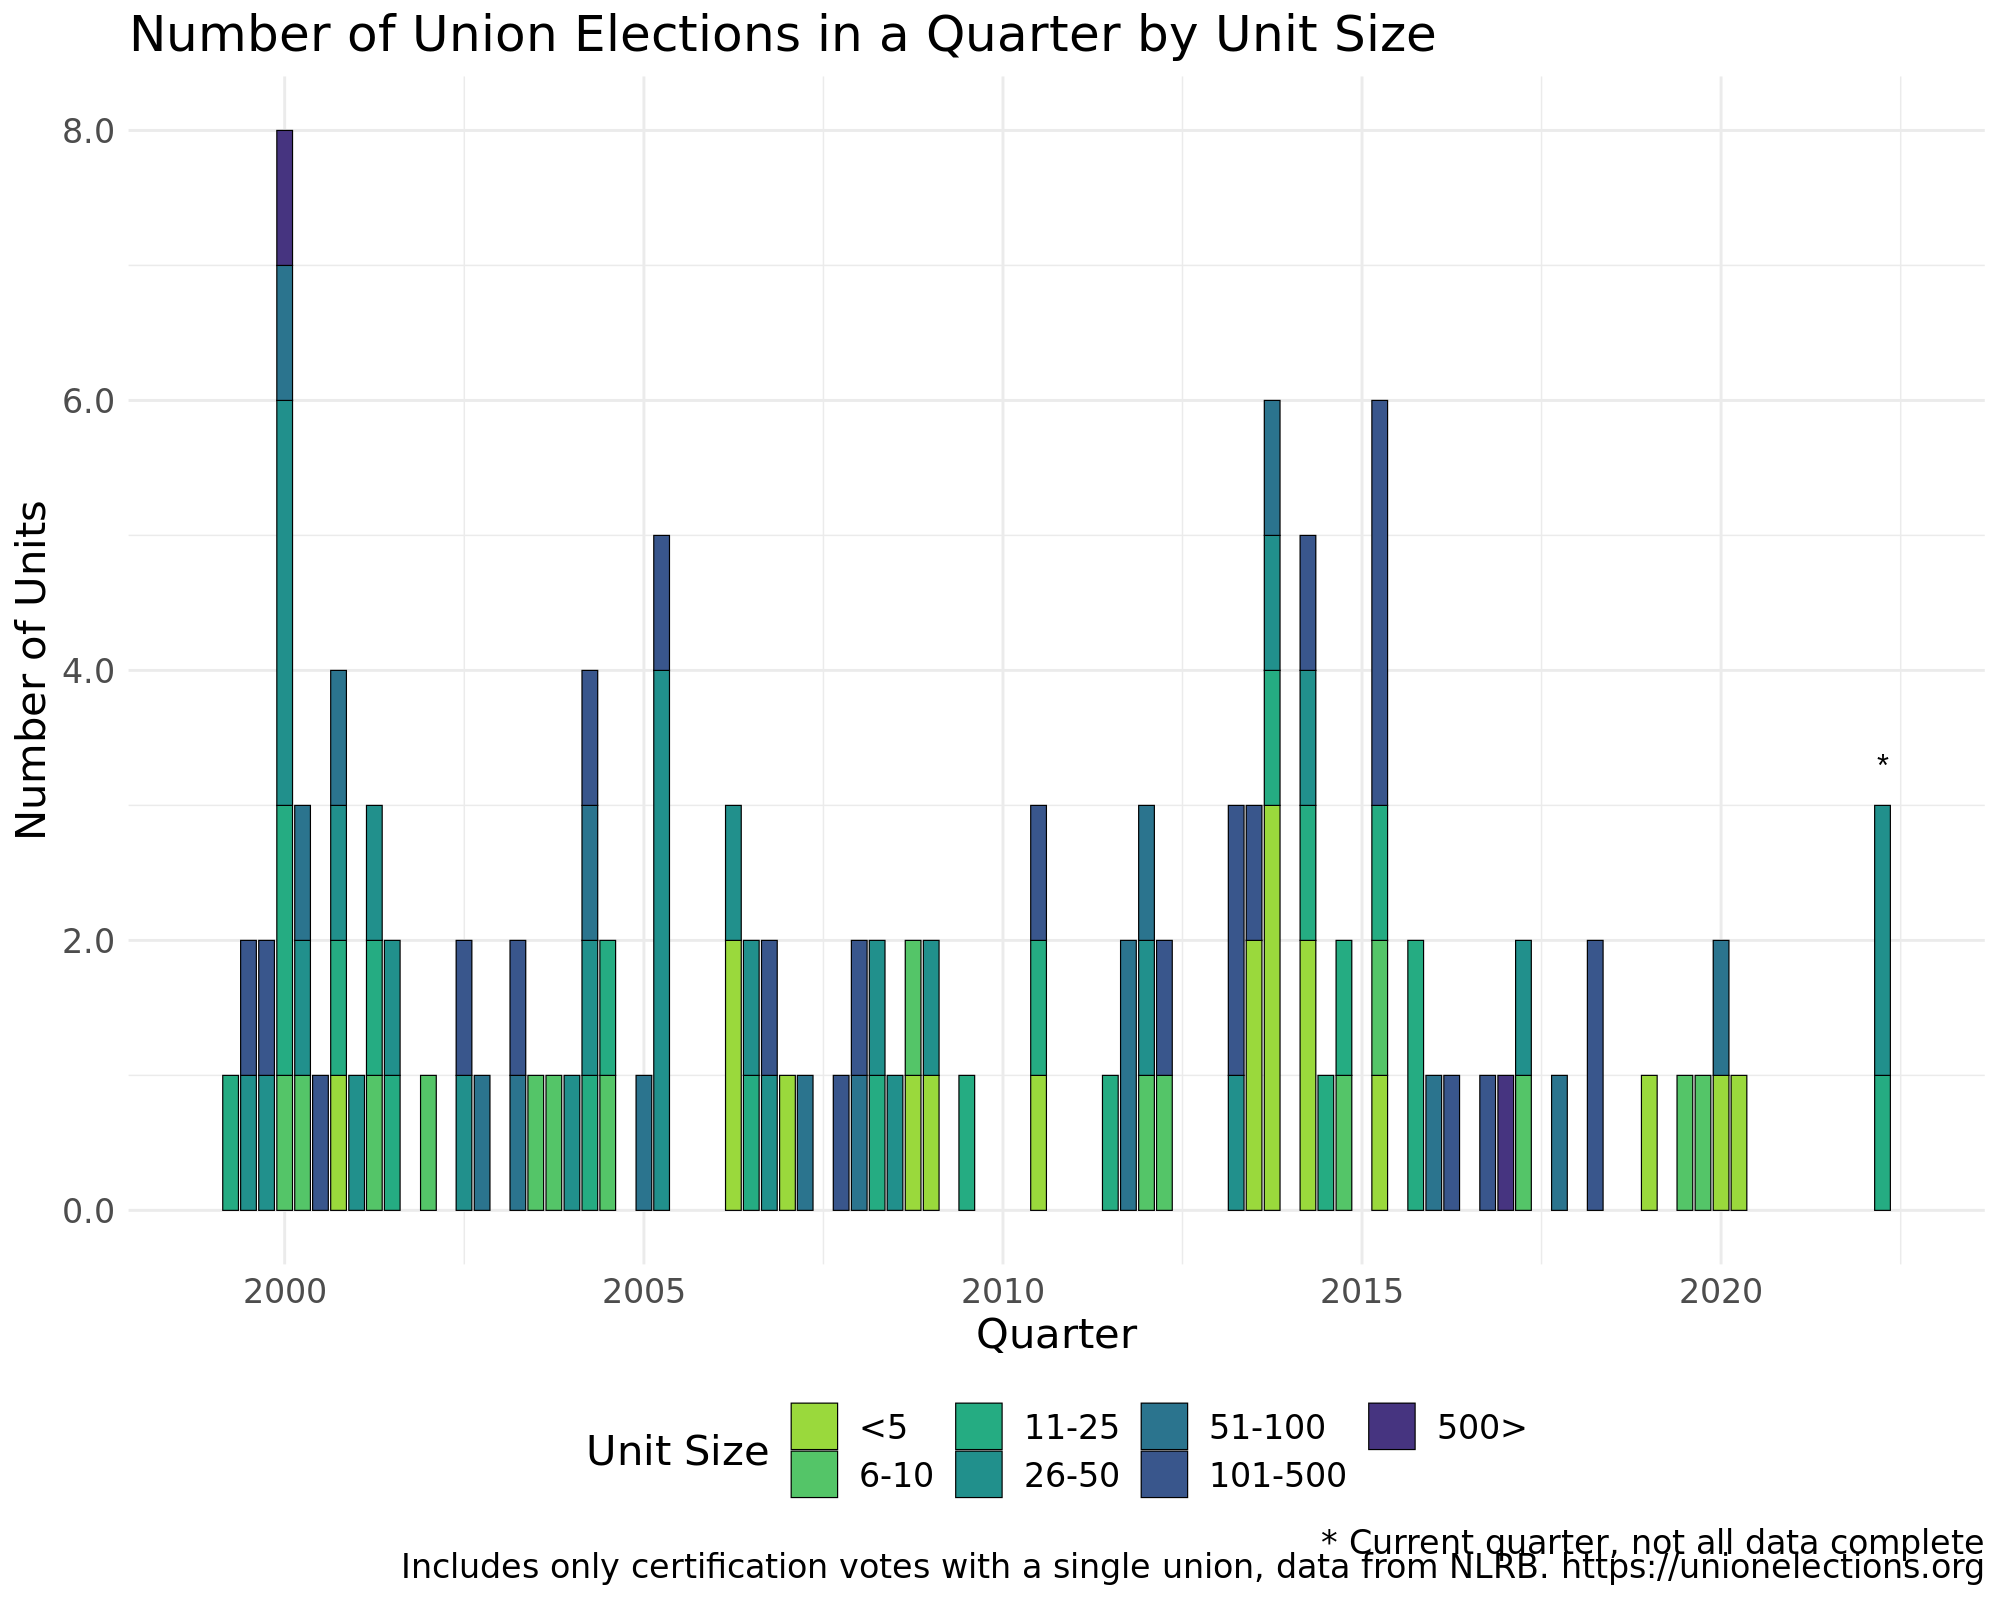 Number of Union Elections in a Quarter by Unit Size
8.0
6.0
4.0
2.0
0.0
Number of Units
*
2000 2005 2010 2015 2020
Quarter
Unit Size
<5 11-25 51-100 500>
6-10 26-50 101-500
* Current quarter, not all data complete
Includes only certification votes with a single union, data from NLRB. https://unionelections.org